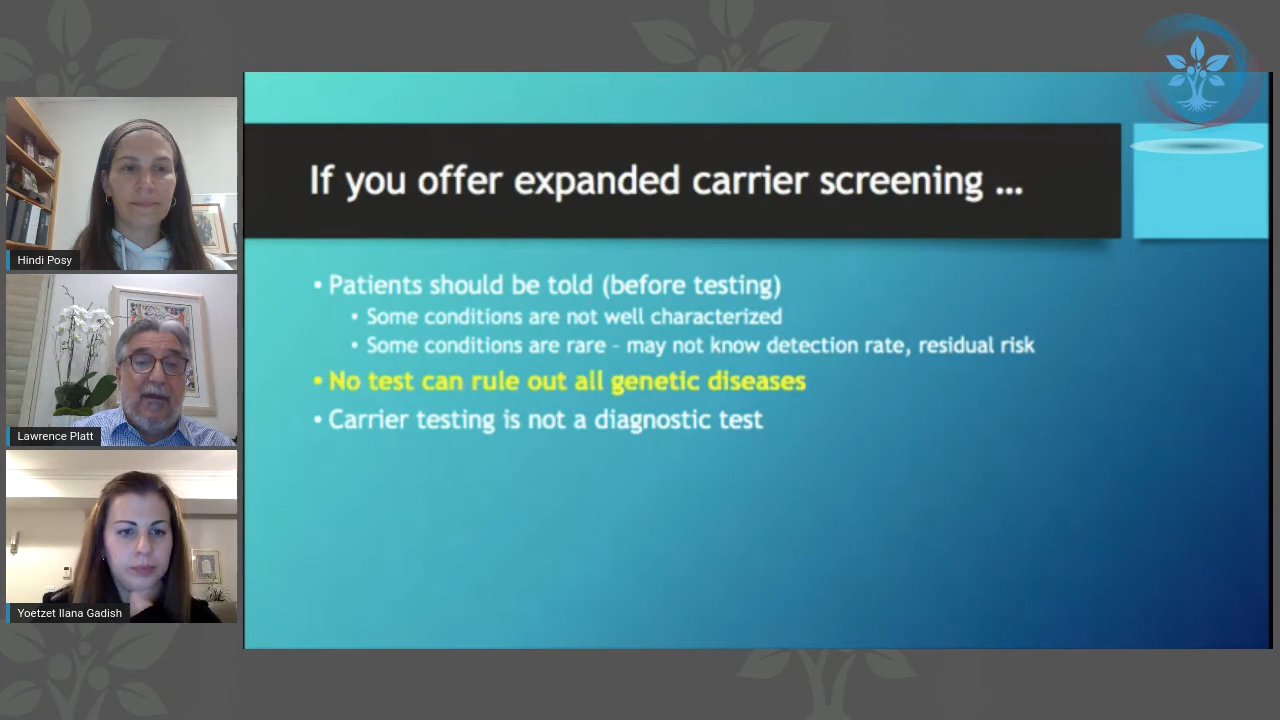 If you offer expanded carrier screening ...
• Patients should be told (before testing)
• Some conditions are not well characterized
• Some conditions are rare - may not know detection rate, residual risk
• No test can rule out all genetic diseases
• Carrier testing is not a diagnostic test
Hindi Posy
Lawrence Platt
Yoetzet Ilana Gadish